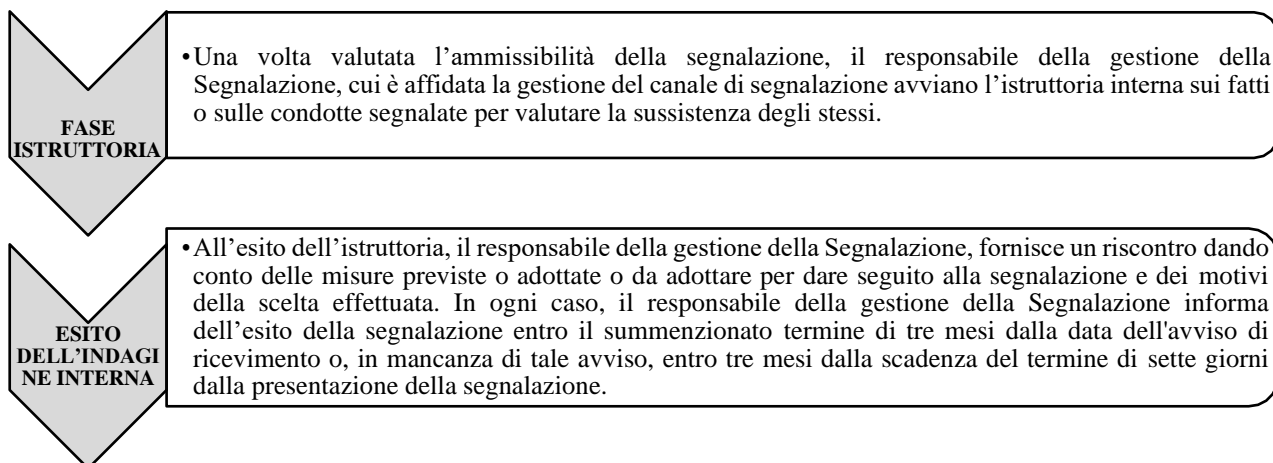 FASE
ISTRUTTORIA
•Una volta valutata l’ammissibilità della segnalazione, il responsabile della gestione della
Segnalazione, cui è affidata la gestione del canale di segnalazione avviano l’istruttoria interna sui fatti
o sulle condotte segnalate per valutare la sussistenza degli stessi.
ESITO
DELL’INDAGI
NE INTERNA
•All’esito dell’istruttoria, il responsabile della gestione della Segnalazione, fornisce un riscontro dando
conto delle misure previste o adottate o da adottare per dare seguito alla segnalazione e dei motivi
della scelta effettuata. In ogni caso, il responsabile della gestione della Segnalazione informa
dell’esito della segnalazione entro il summenzionato termine di tre mesi dalla data dell'avviso di
ricevimento o, in mancanza di tale avviso, entro tre mesi dalla scadenza del termine di sette giorni
dalla presentazione della segnalazione.